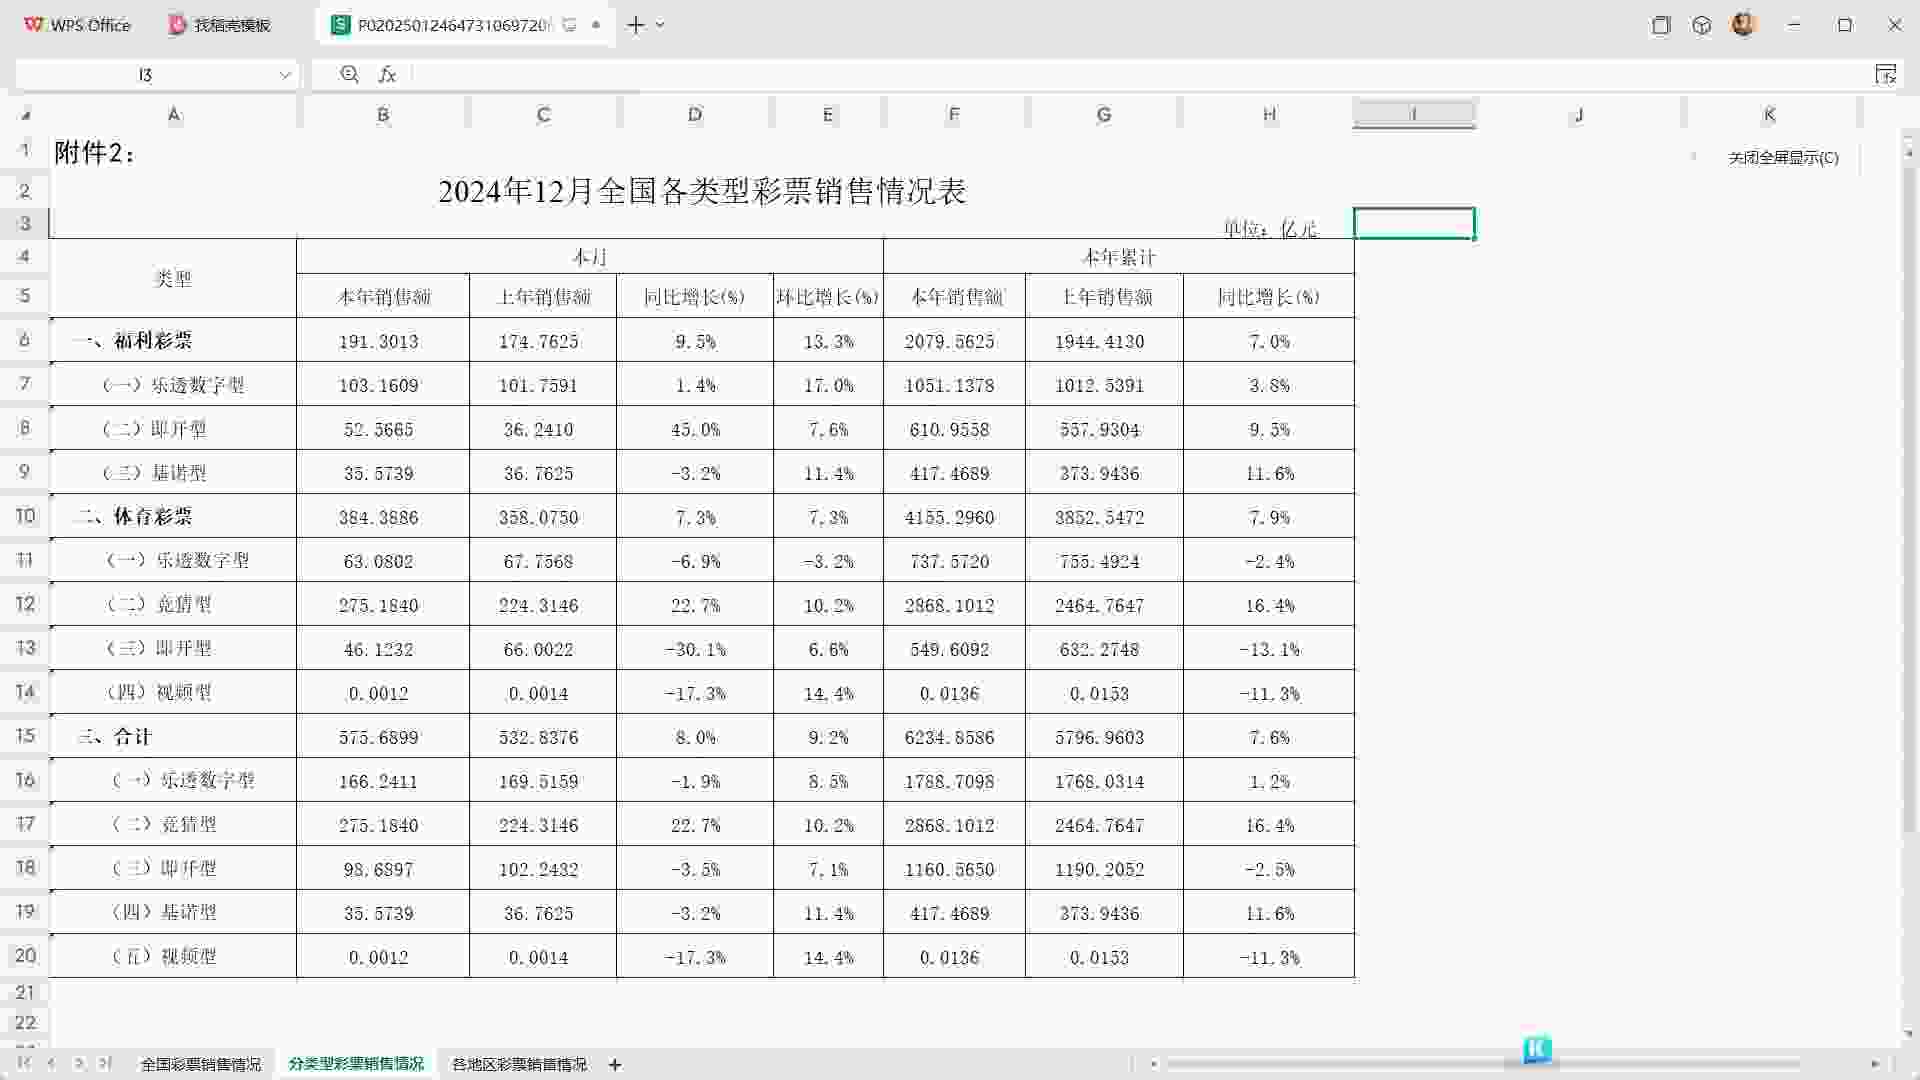 WPS Office 找稻壳模板 P02025012464731069720
I3 fx
A B C D E F G H I J K
1 附件2：
关闭全屏显示(C)
2 2024年12月全国各类型彩票销售情况表
3 单位：亿元
4 类型 本月 本年累计
5 本年销售额 上年销售额 同比增长(%) 环比增长(%) 本年销售额 上年销售额 同比增长(%)
6 一、福利彩票 191.3013 174.7625 9.5% 13.3% 2079.5625 1944.4130 7.0%
7 （一）乐透数字型 103.1609 101.7591 1.4% 17.0% 1051.1378 1012.5391 3.8%
8 （二）即开型 52.5665 36.2410 45.0% 7.6% 610.9558 557.9304 9.5%
9 （三）基诺型 35.5739 36.7625 -3.2% 11.4% 417.4689 373.9436 11.6%
10 二、体育彩票 384.3886 358.0750 7.3% 7.3% 4155.2960 3852.5472 7.9%
11 （一）乐透数字型 63.0802 67.7568 -6.9% -3.2% 737.5720 755.4924 -2.4%
12 （二）竞猜型 275.1840 224.3146 22.7% 10.2% 2868.1012 2464.7647 16.4%
13 （三）即开型 46.1232 66.0022 -30.1% 6.6% 549.6092 632.2748 -13.1%
14 （四）视频型 0.0012 0.0014 -17.3% 14.4% 0.0136 0.0153 -11.3%
15 三、合计 575.6899 532.8376 8.0% 9.2% 6234.8586 5796.9603 7.6%
16 （一）乐透数字型 166.2411 169.5159 -1.9% 8.5% 1788.7098 1768.0314 1.2%
17 （二）竞猜型 275.1840 224.3146 22.7% 10.2% 2868.1012 2464.7647 16.4%
18 （三）即开型 98.6897 102.2432 -3.5% 7.1% 1160.5650 1190.2052 -2.5%
19 （四）基诺型 35.5739 36.7625 -3.2% 11.4% 417.4689 373.9436 11.6%
20 （五）视频型 0.0012 0.0014 -17.3% 14.4% 0.0136 0.0153 -11.3%
21
22
全国彩票销售情况 分类型彩票销售情况 各地区彩票销售情况